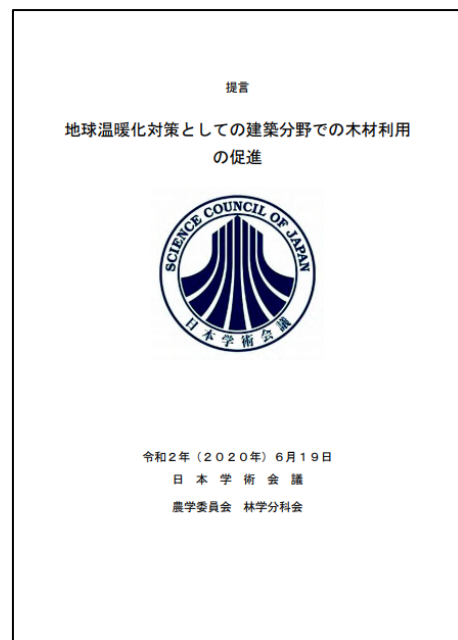 提言
地球温暖化対策としての建築分野での木材利用
の促進
SCIENCE COUNCIL OF JAPAN
日本学術会議
令和２年（２０２０年）６月１９日
日　本　学　術　会　議
農学委員会　林学分科会